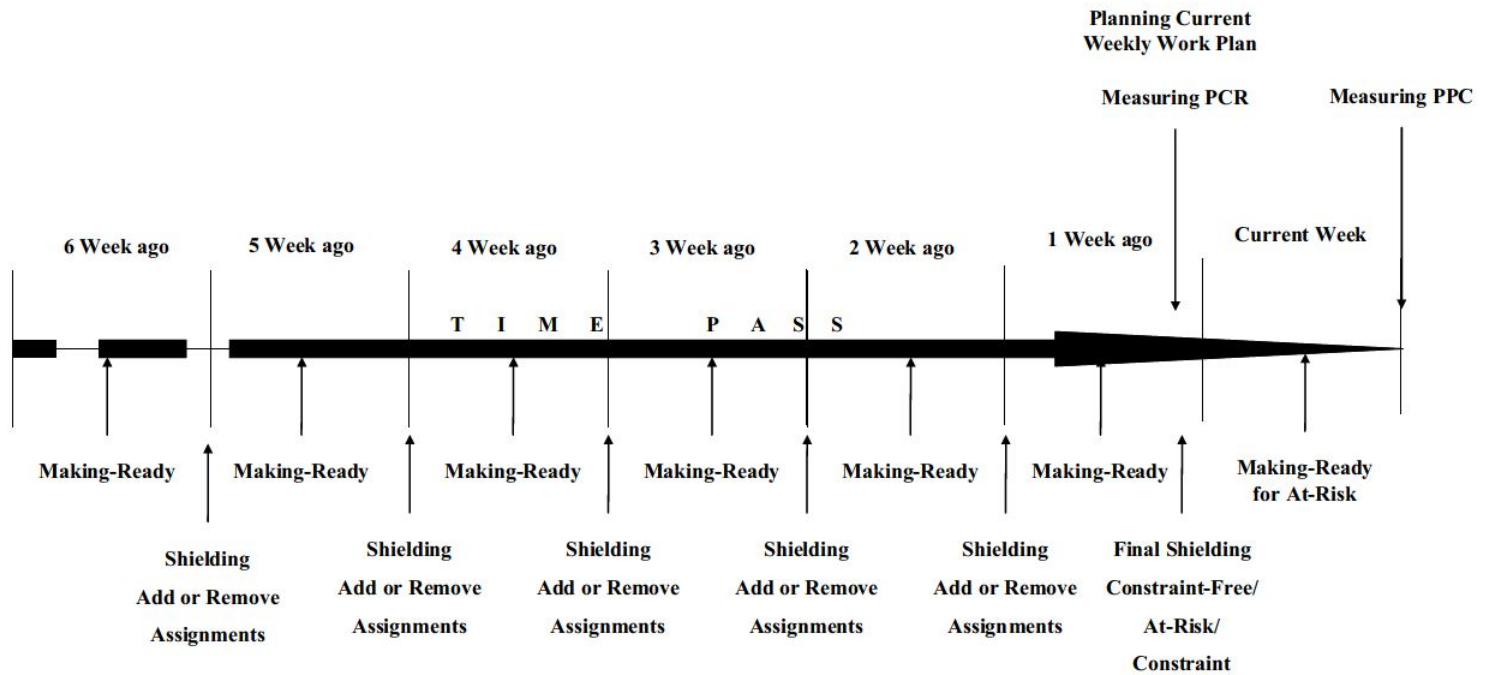 Planning Current
Weekly Work Plan
Measuring PCR
Measuring PPC
6 Week ago
5 Week ago
4 Week ago
3 Week ago
2 Week ago
1 Week ago
Current Week
T I M E P A S S
Making-Ready
Making-Ready
Making-Ready
Making-Ready
Making-Ready
Making-Ready
Making-Ready
for At-Risk
Shielding
Add or Remove
Assignments
Shielding
Add or Remove
Assignments
Shielding
Add or Remove
Assignments
Shielding
Add or Remove
Assignments
Shielding
Add or Remove
Assignments
Final Shielding
Constraint-Free/
At-Risk/
Constraint